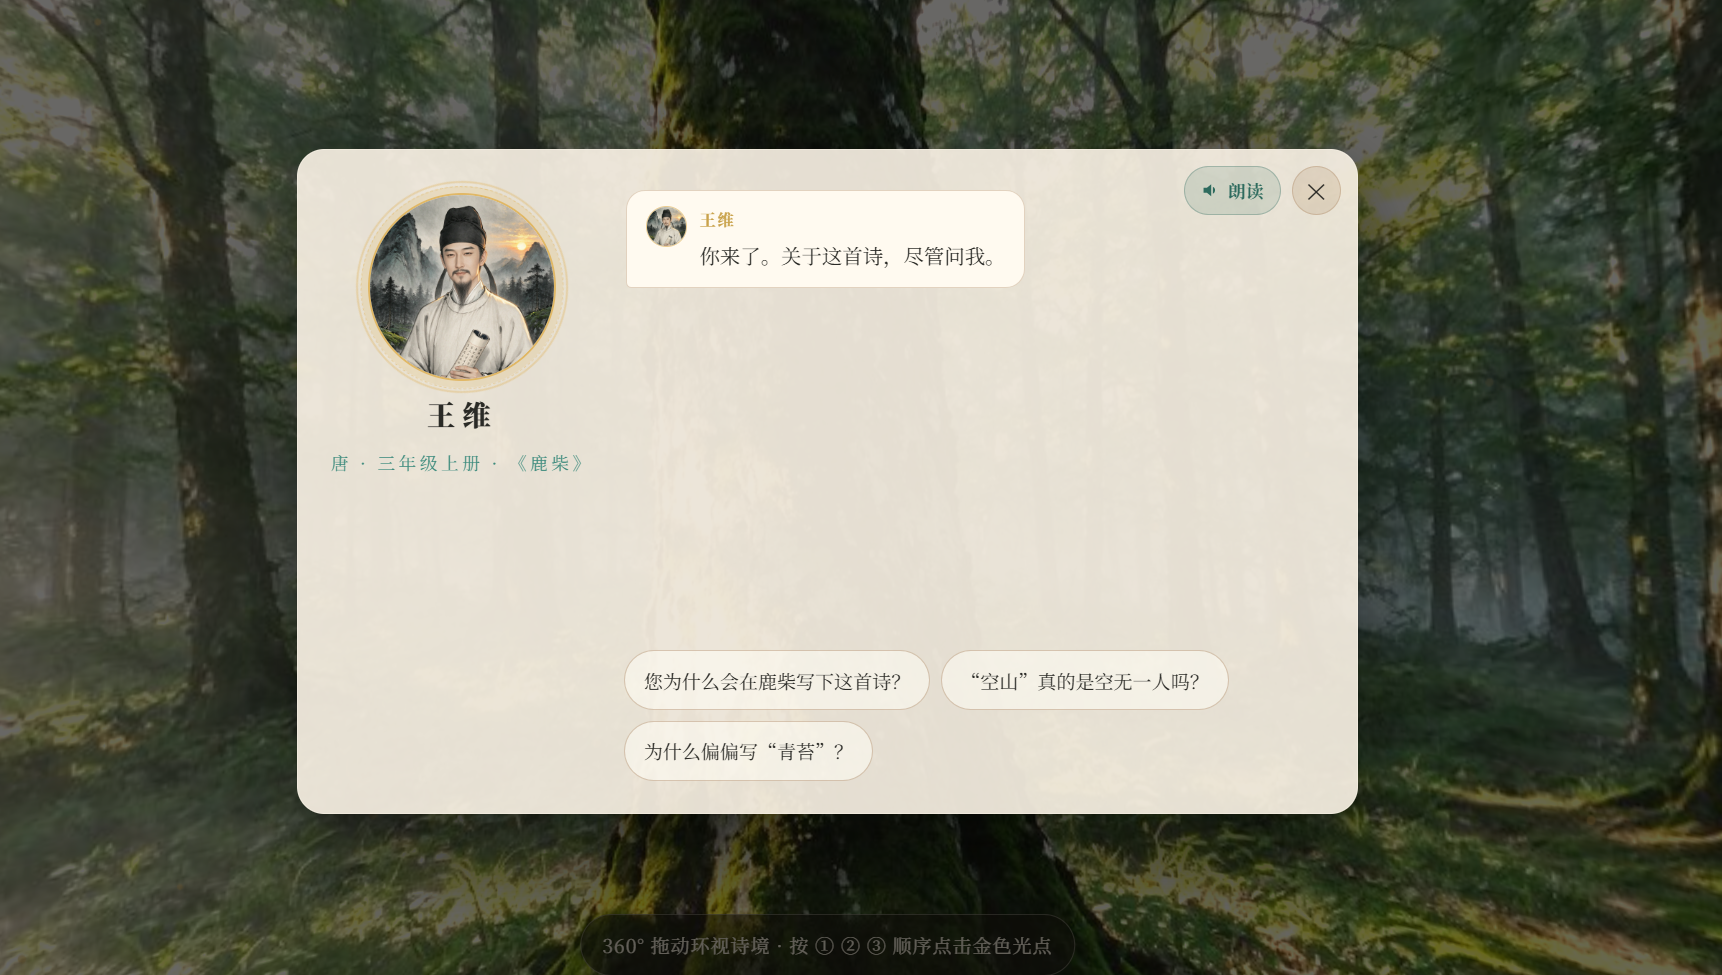 朗读
王维
你来了。关于这首诗，尽管问我。
王维
唐 · 三年级上册 · 《鹿柴》
您为什么会在鹿柴写下这首诗？
“空山”真的是空无一人吗？
为什么偏偏写“青苔”？
360° 拖动环视诗境 · 按 ① ② ③ 顺序点击金色光点